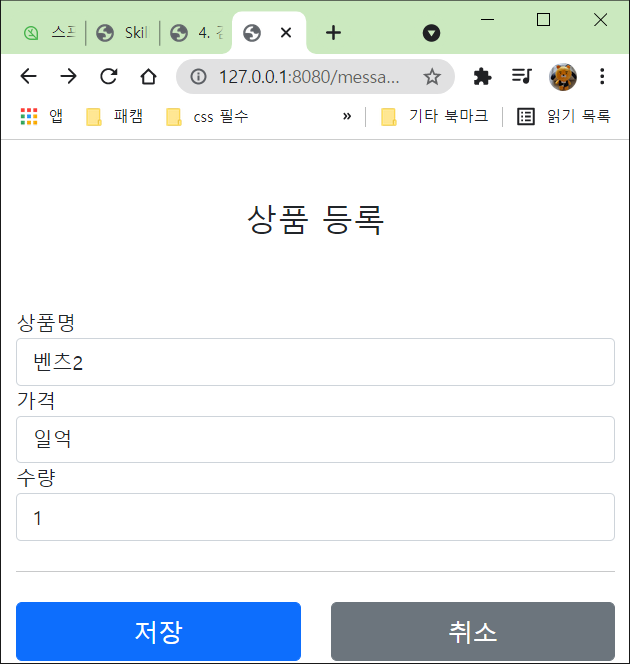 스프 Skil 4.
127.0.0.1:8080/messa...
앱 패캠 css 필수 » 기타 북마크 읽기 목록
상품 등록
상품명
벤츠2
가격
일억
수량
1
저장 취소